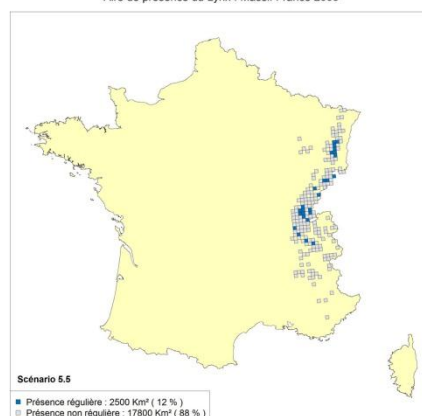 Scénario 5.5
Présence régulière : 2500 Km² ( 12 % )
Présence non régulière : 17800 Km² ( 88 % )